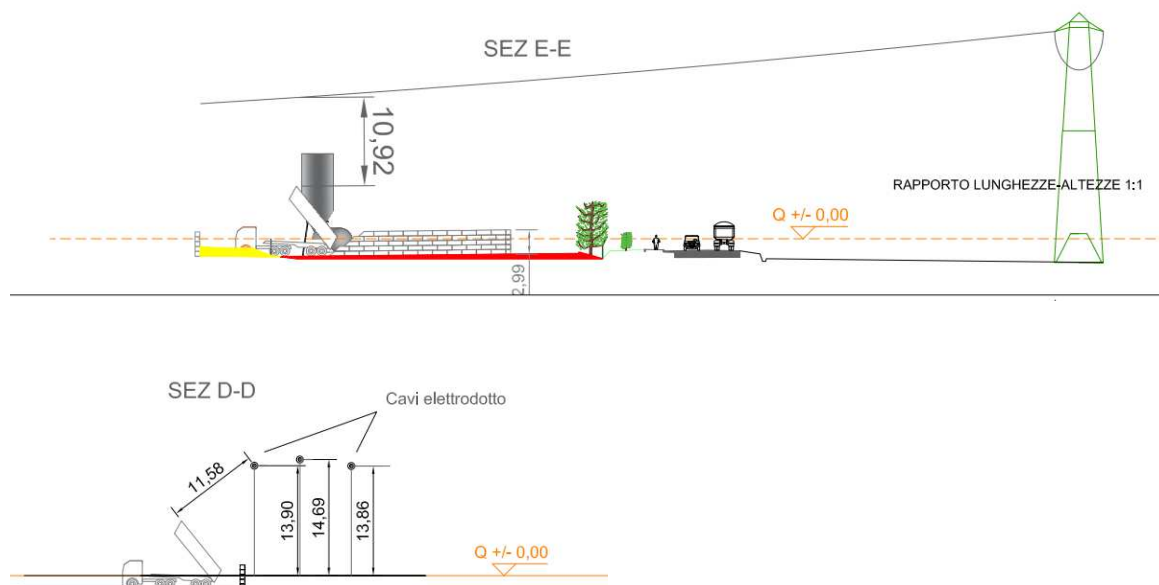 SEZ E-E
10,92
RAPPORTO LUNGHEZZE-ALTEZZE 1:1
Q +/- 0,00
2,99
SEZ D-D
Cavi elettrodotto
11,58
13,90
14,69
13,86
Q +/- 0,00